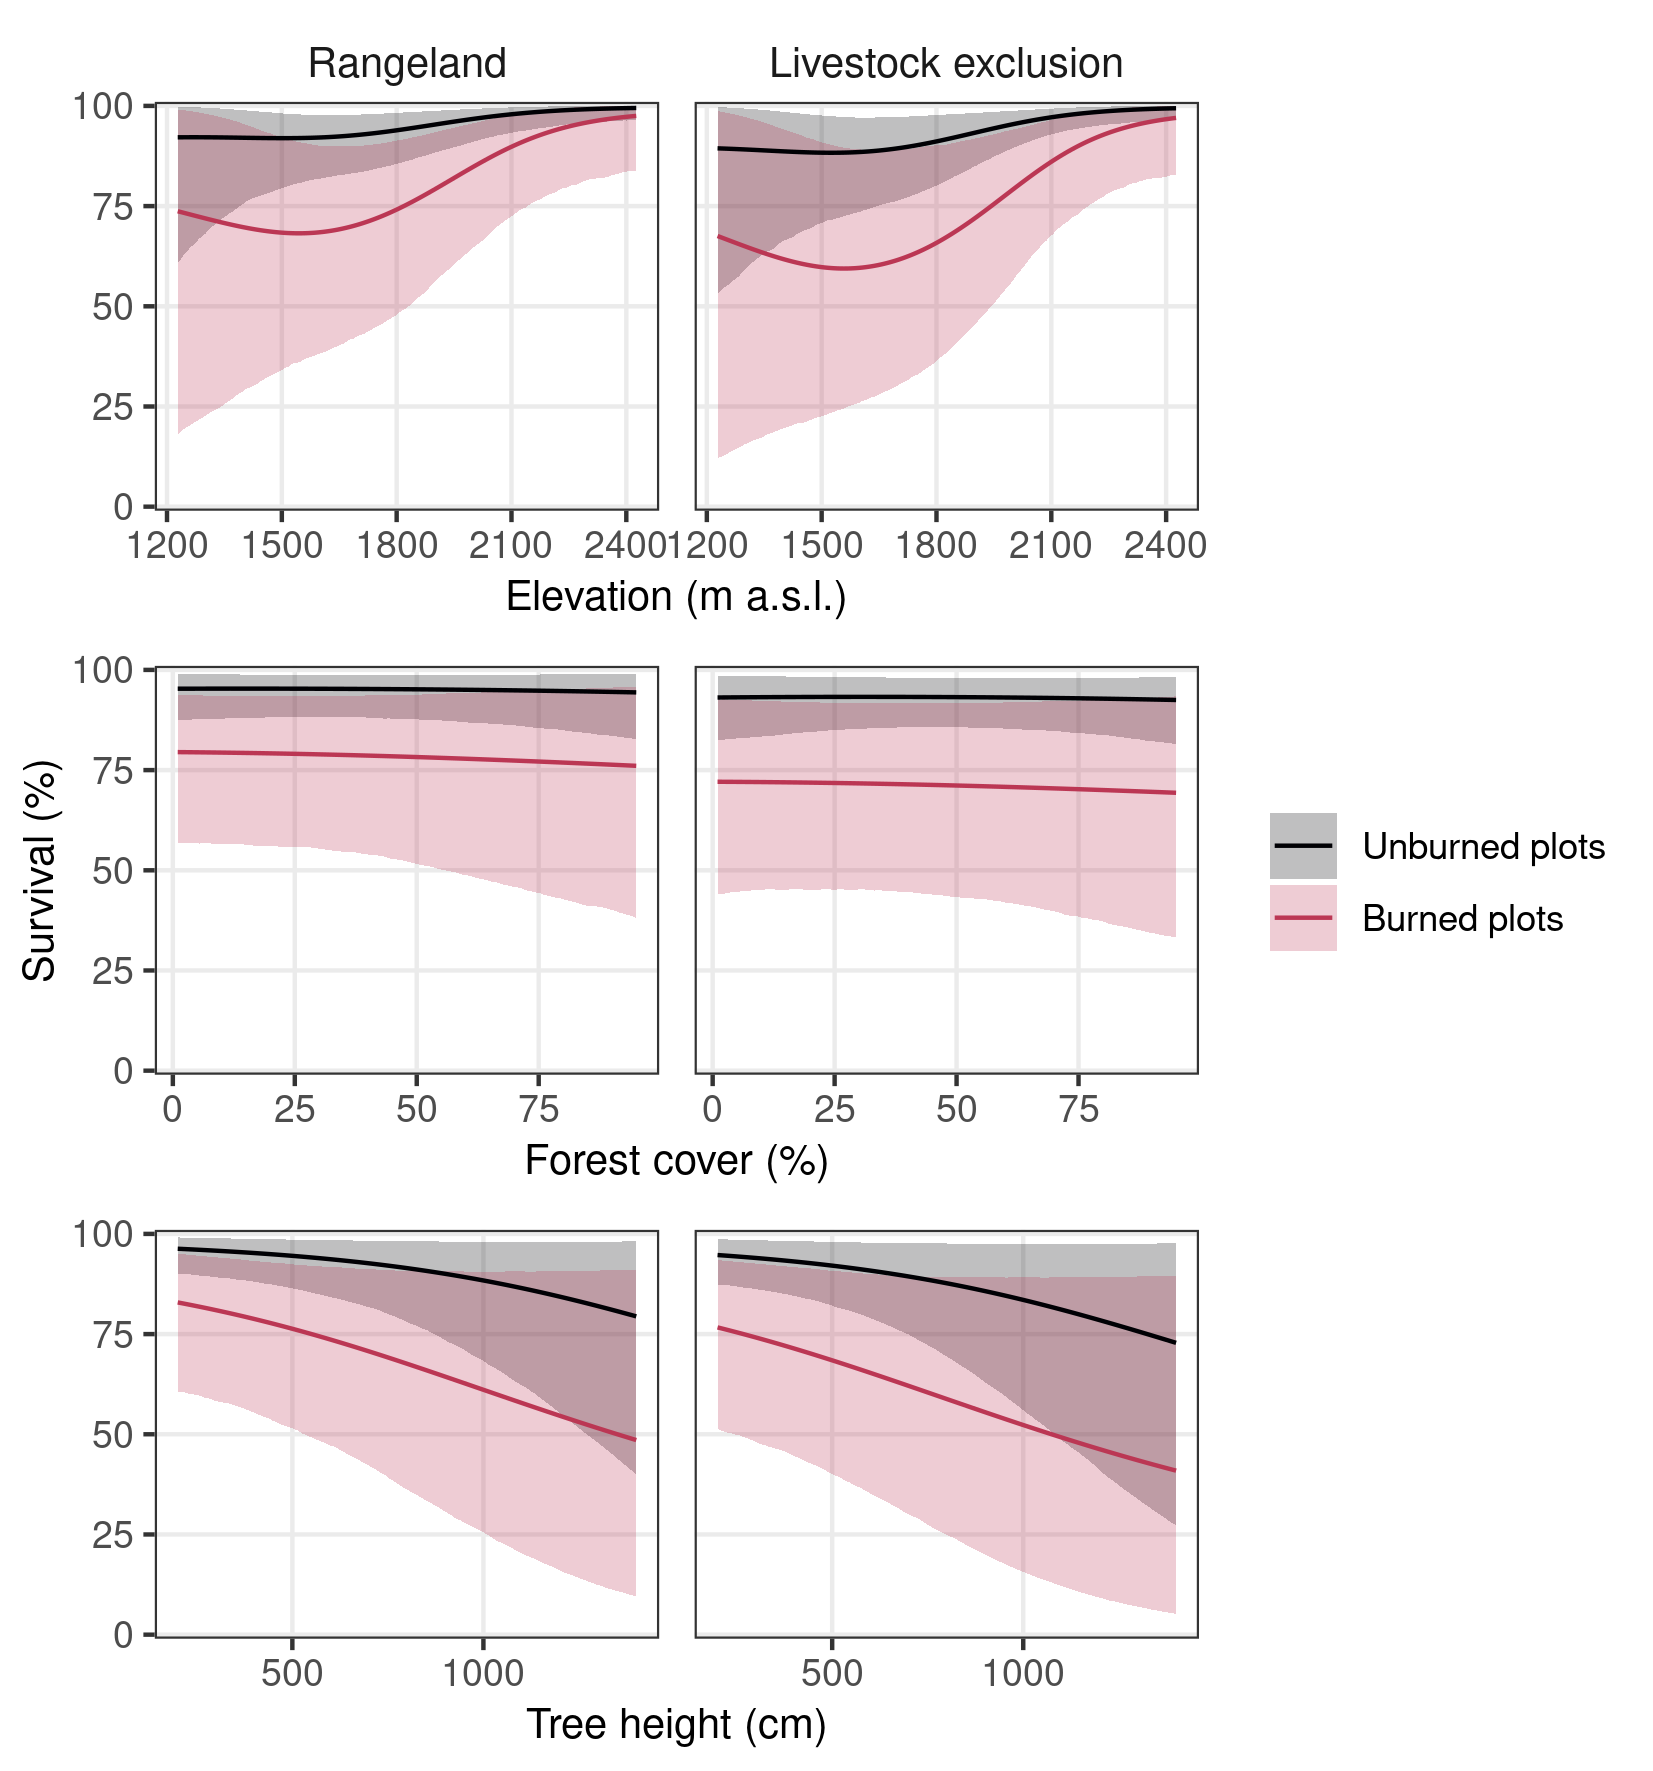 Rangeland Livestock exclusion
100
75
50
25
0
1200 1500 1800 2100 2400 1200 1500 1800 2100 2400
Elevation (m a.s.l.)
Survival (%)
100
75
50
25
0
0 25 50 75 0 25 50 75
Forest cover (%)
Unburned plots
Burned plots
100
75
50
25
0
500 1000 500 1000
Tree height (cm)